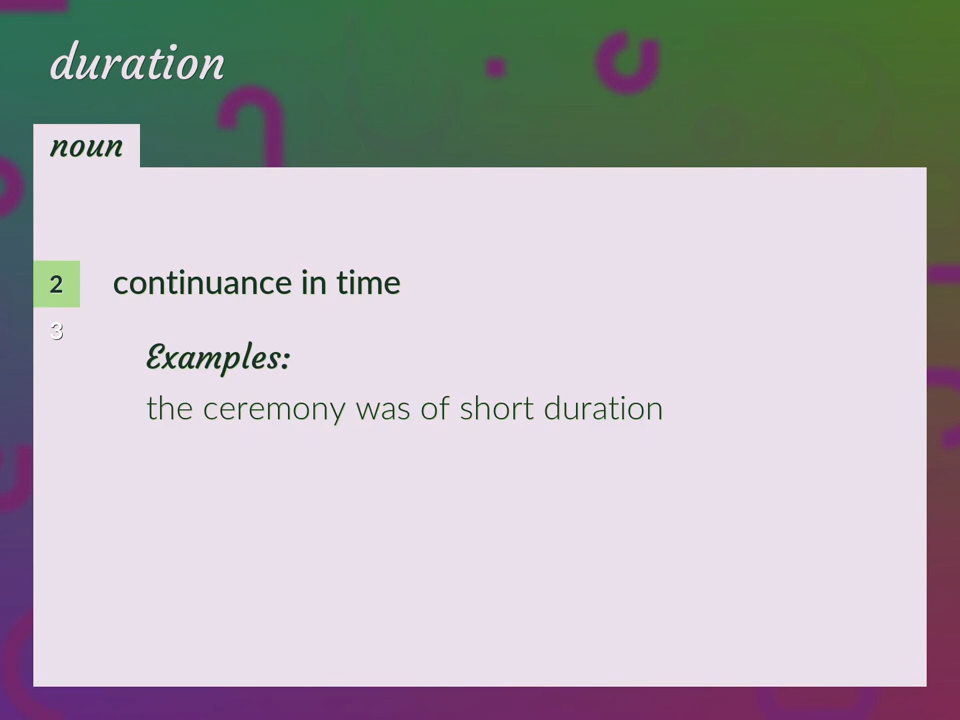 duration
noun
2 continuance in time
3
Examples:
the ceremony was of short duration